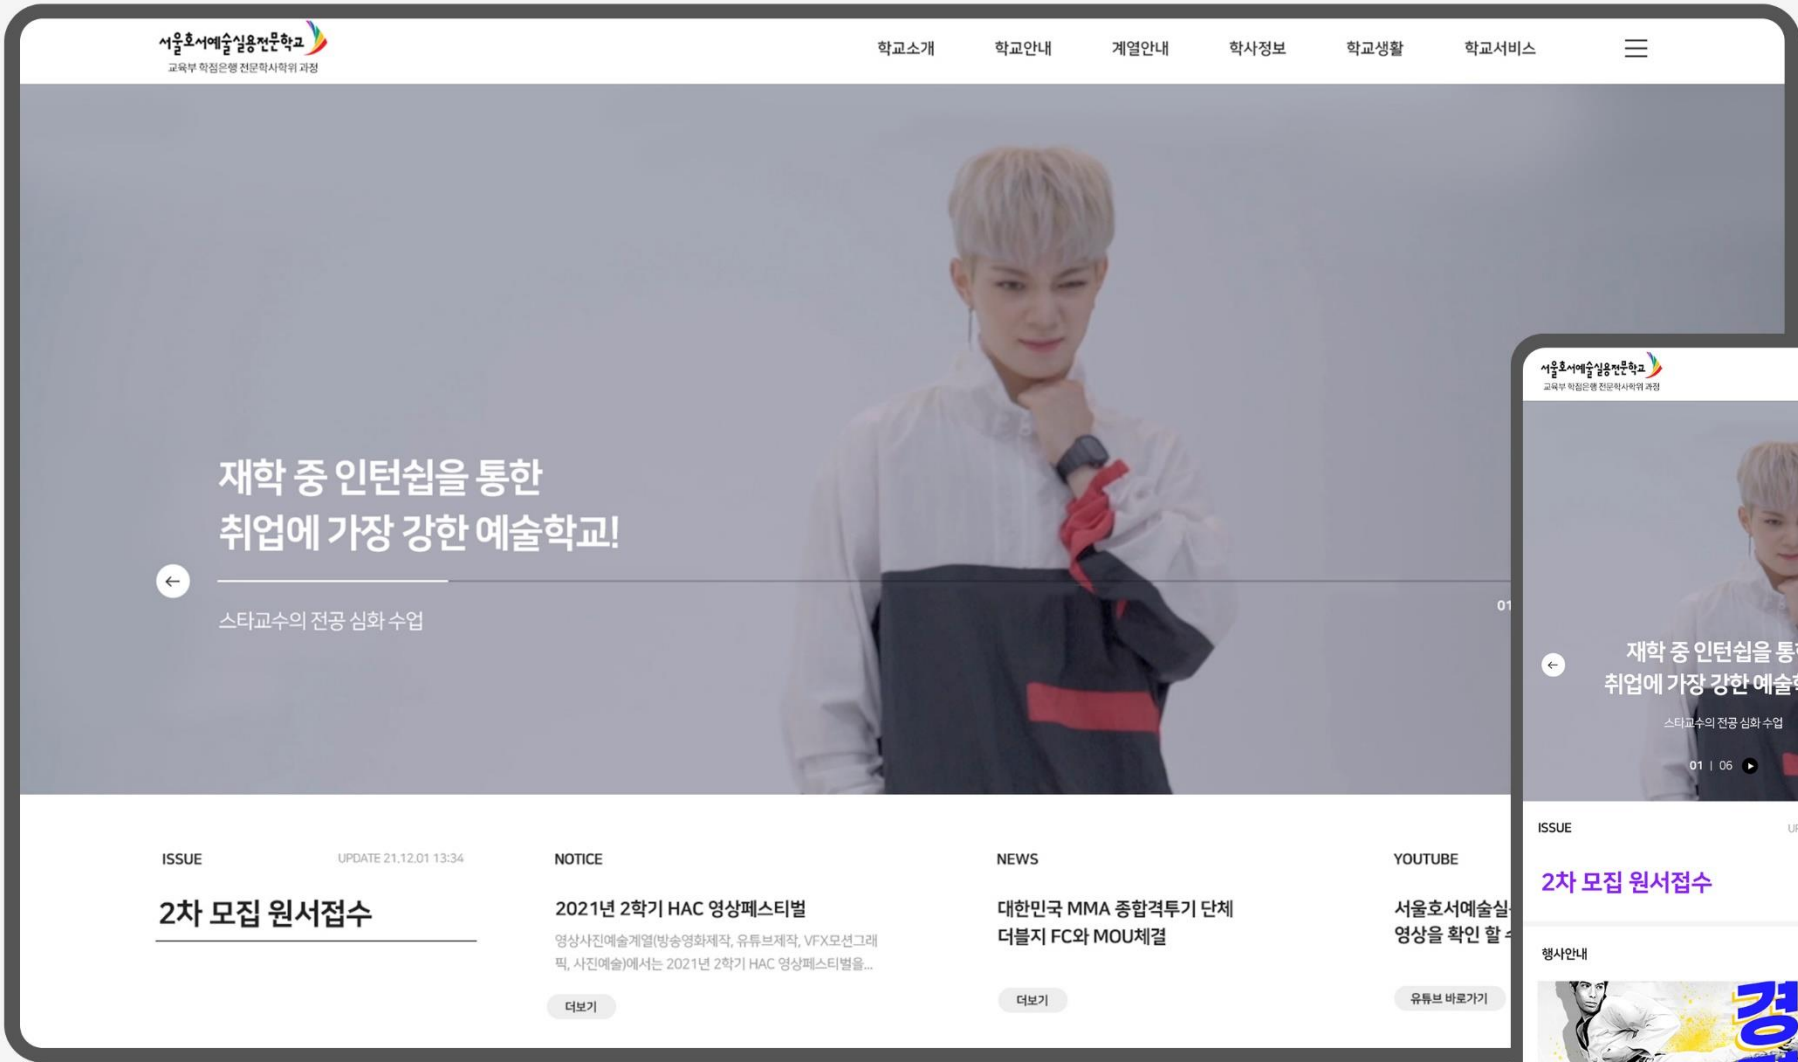 서울호서예술실용전문학교
교육부 학점은행 전문학사학위 과정
학교소개 학교안내 계열안내 학사정보 학교생활 학교서비스
재학 중 인턴쉽을 통한
취업에 가장 강한 예술학교!
스타교수의 전공 심화 수업
01
ISSUE UPDATE 21.12.01 13:34
2차 모집 원서접수
NOTICE
2021년 2학기 HAC 영상페스티벌
영상사진예술계열(방송영화제작, 유튜브제작, VFX모션그래
픽, 사진예술)에서는 2021년 2학기 HAC 영상페스티벌을...
더보기
NEWS
대한민국 MMA 종합격투기 단체
더블지 FC와 MOU체결
더보기
YOUTUBE
서울호서예술실
영상을 확인 할
유튜브 바로가기
서울호서예술실용전문학교
교육부 학점은행 전문학사학위 과정
재학 중 인턴쉽을
취업에 가장 강한
스타교수의 전공 심화 수업
01 | 06
ISSUE
2차 모집 원서접수
행사안내